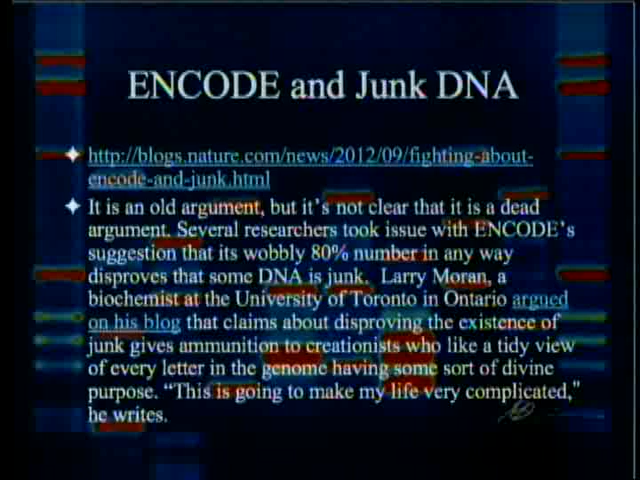 ENCODE and Junk DNA
http://blogs.nature.com/news/2012/09/fighting-about-
encode-and-junk.html
It is an old argument, but it's not clear that it is a dead
argument. Several researchers took issue with ENCODE's
suggestion that its wobbly 80% number in any way
disproves that some DNA is junk.  Larry Moran, a
biochemist at the University of Toronto in Ontario argued
on his blog that claims about disproving the existence of
junk gives ammunition to creationists who like a tidy view
of every letter in the genome having some sort of divine
purpose. “This is going to make my life very complicated,"
he writes.